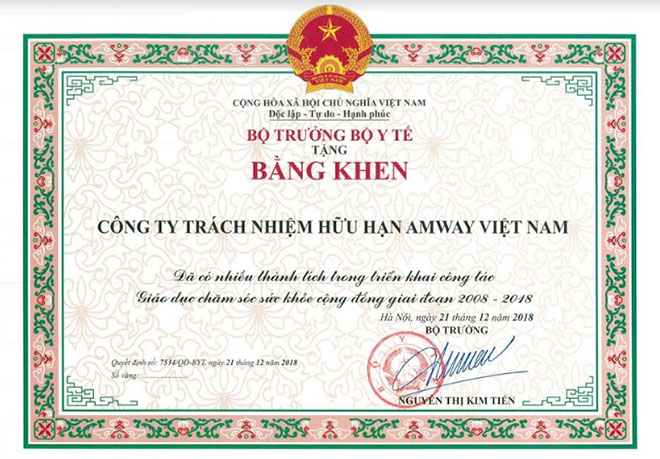 CỘNG HÒA XÃ HỘI CHỦ NGHĨA VIỆT NAM
Độc lập - Tự do - Hạnh phúc
BỘ TRƯỞNG BỘ Y TẾ
TẶNG
BẰNG KHEN
CÔNG TY TRÁCH NHIỆM HỮU HẠN AMWAY VIỆT NAM
Đã có nhiều thành tích trong triển khai công tác
Giáo dục chăm sóc sức khỏe cộng đồng giai đoạn 2008 - 2018
Hà Nội, ngày 21 tháng 12 năm 2018
BỘ TRƯỞNG
Quyết định số: 7534/QĐ-BYT, ngày 21 tháng 12 năm 2018
Sổ vàng:....................
BỘ Y
NGUYỄN THỊ KIM TIẾN